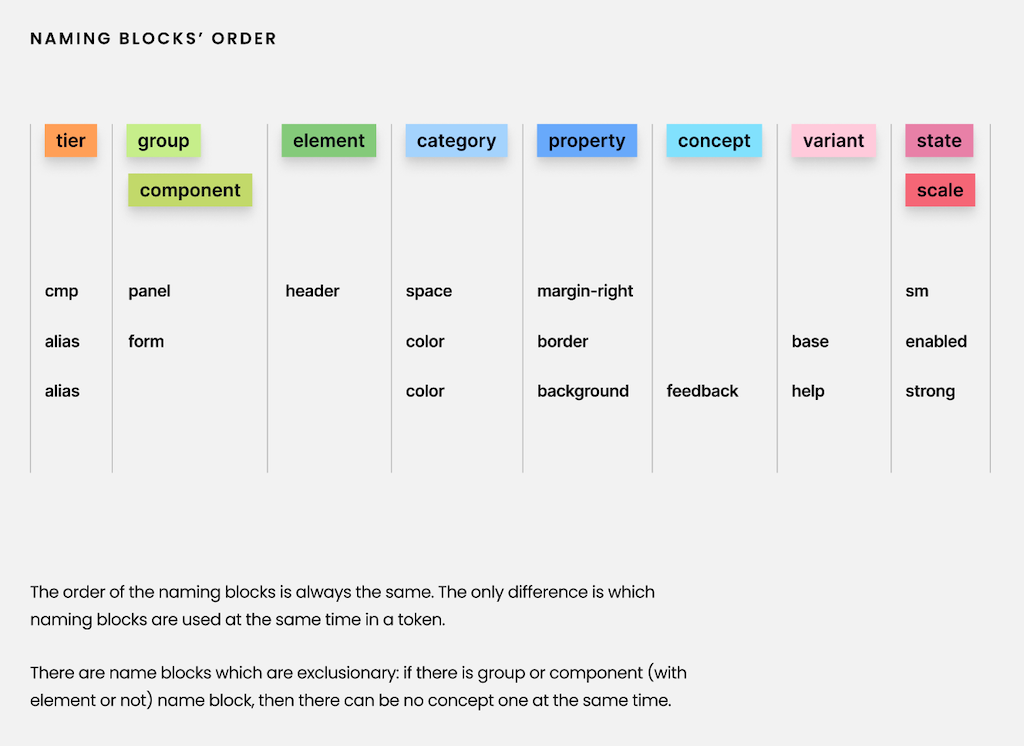 NAMING BLOCKS’ ORDER
tier group element category property concept variant state
component scale
cmp panel header space margin-right sm
alias form color border base enabled
alias color background feedback help strong
The order of the naming blocks is always the same. The only difference is which
naming blocks are used at the same time in a token.
There are name blocks which are exclusionary: if there is group or component (with
element or not) name block, then there can be no concept one at the same time.